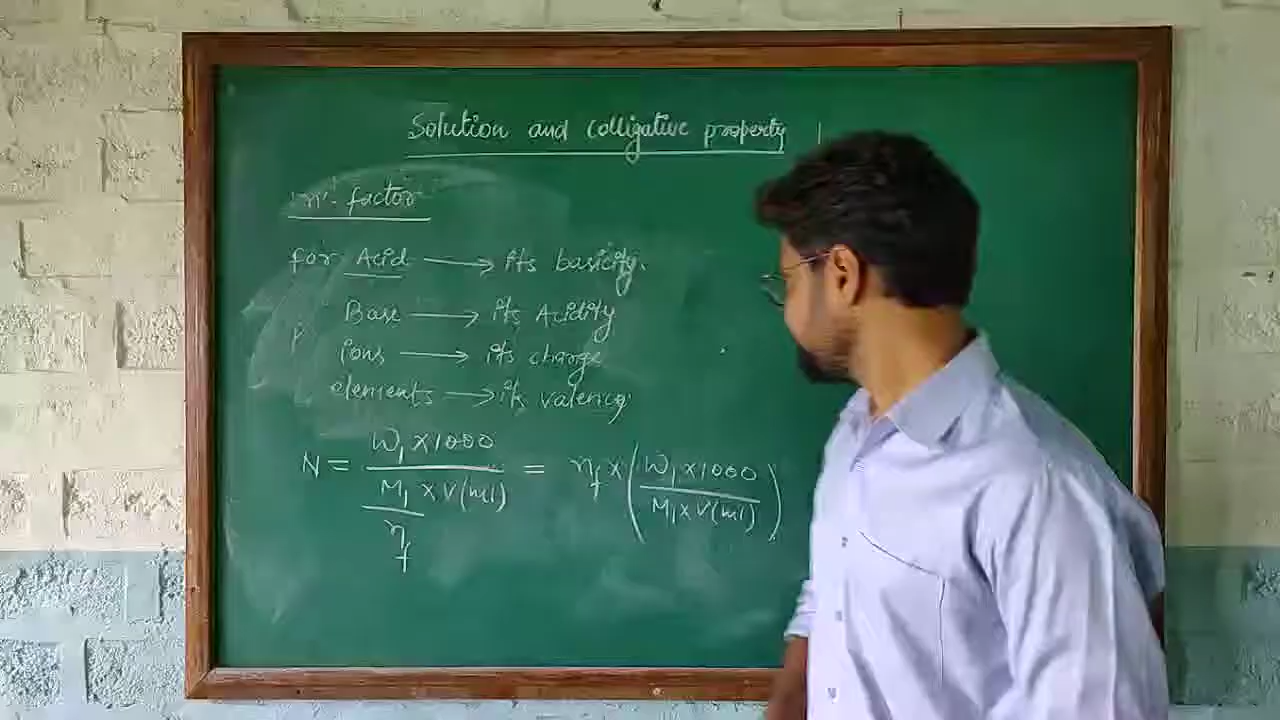 Solution and colligative property
'n'-factor
for Acid → its basicity.
Base → its Acidity
ions → its charge
elements → its valency.
N = W₁×1000 / (M₁/nf × V(ml)) = nf × (W₁×1000 / M₁×V(ml))